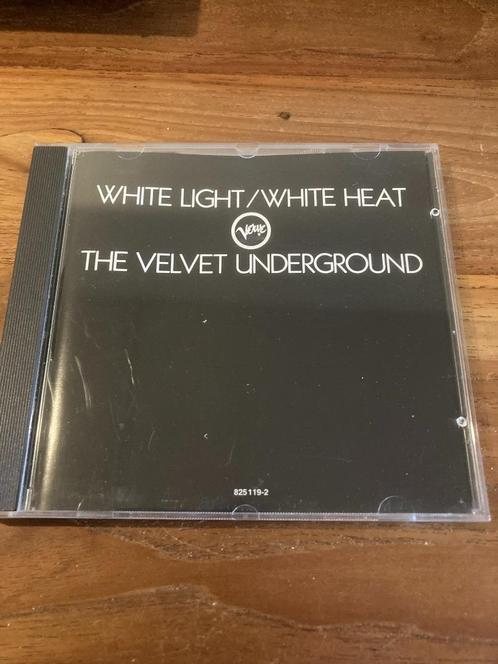 WHITE LIGHT/WHITE HEAT
Verve
THE VELVET UNDERGROUND
825 119-2